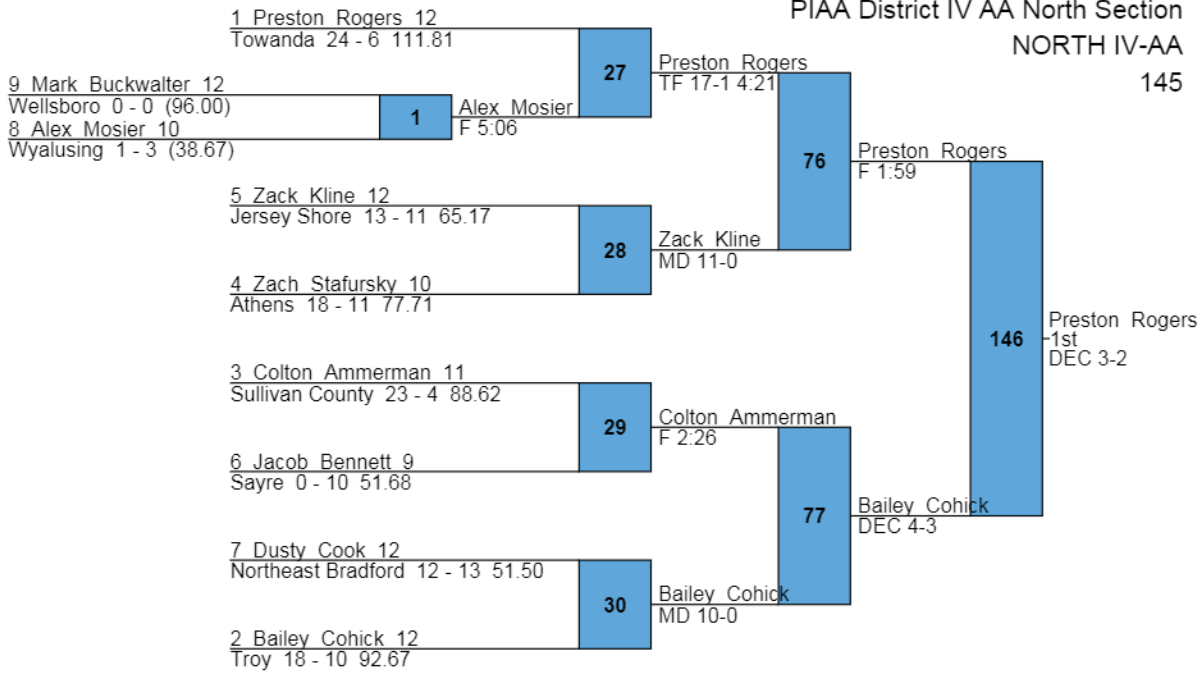 PIAA District IV AA North Section
NORTH IV-AA
145
1 Preston Rogers 12
Towanda 24 - 6 111.81
9 Mark Buckwalter 12
Wellsboro 0 - 0 (96.00)
8 Alex Mosier 10
Wyalusing 1 - 3 (38.67)
1
Alex Mosier
F 5:06
27
Preston Rogers
TF 17-1 4:21
5 Zack Kline 12
Jersey Shore 13 - 11 65.17
4 Zach Stafursky 10
Athens 18 - 11 77.71
28
Zack Kline
MD 11-0
76
Preston Rogers
F 1:59
3 Colton Ammerman 11
Sullivan County 23 - 4 88.62
6 Jacob Bennett 9
Sayre 0 - 10 51.68
29
Colton Ammerman
F 2:26
7 Dusty Cook 12
Northeast Bradford 12 - 13 51.50
2 Bailey Cohick 12
Troy 18 - 10 92.67
30
Bailey Cohick
MD 10-0
77
Bailey Cohick
DEC 4-3
146
Preston Rogers
1st
DEC 3-2